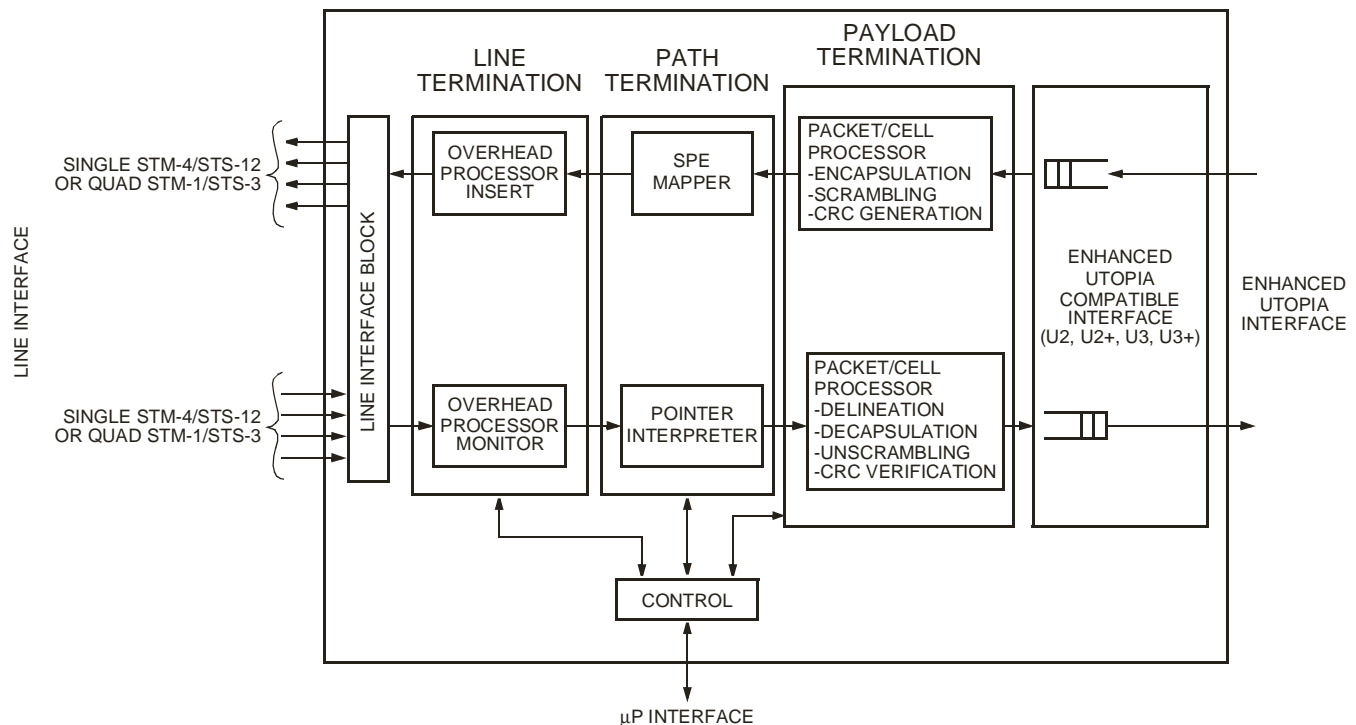 LINE
TERMINATION
PATH
TERMINATION
PAYLOAD
TERMINATION
LINE INTERFACE
SINGLE STM-4/STS-12
OR QUAD STM-1/STS-3
LINE INTERFACE BLOCK
OVERHEAD
PROCESSOR
INSERT
SPE
MAPPER
PACKET/CELL
PROCESSOR
-ENCAPSULATION
-SCRAMBLING
-CRC GENERATION
ENHANCED
UTOPIA
COMPATIBLE
INTERFACE
(U2, U2+, U3, U3+)
ENHANCED
UTOPIA
INTERFACE
SINGLE STM-4/STS-12
OR QUAD STM-1/STS-3
OVERHEAD
PROCESSOR
MONITOR
POINTER
INTERPRETER
PACKET/CELL
PROCESSOR
-DELINEATION
-DECAPSULATION
-UNSCRAMBLING
-CRC VERIFICATION
CONTROL
µP INTERFACE